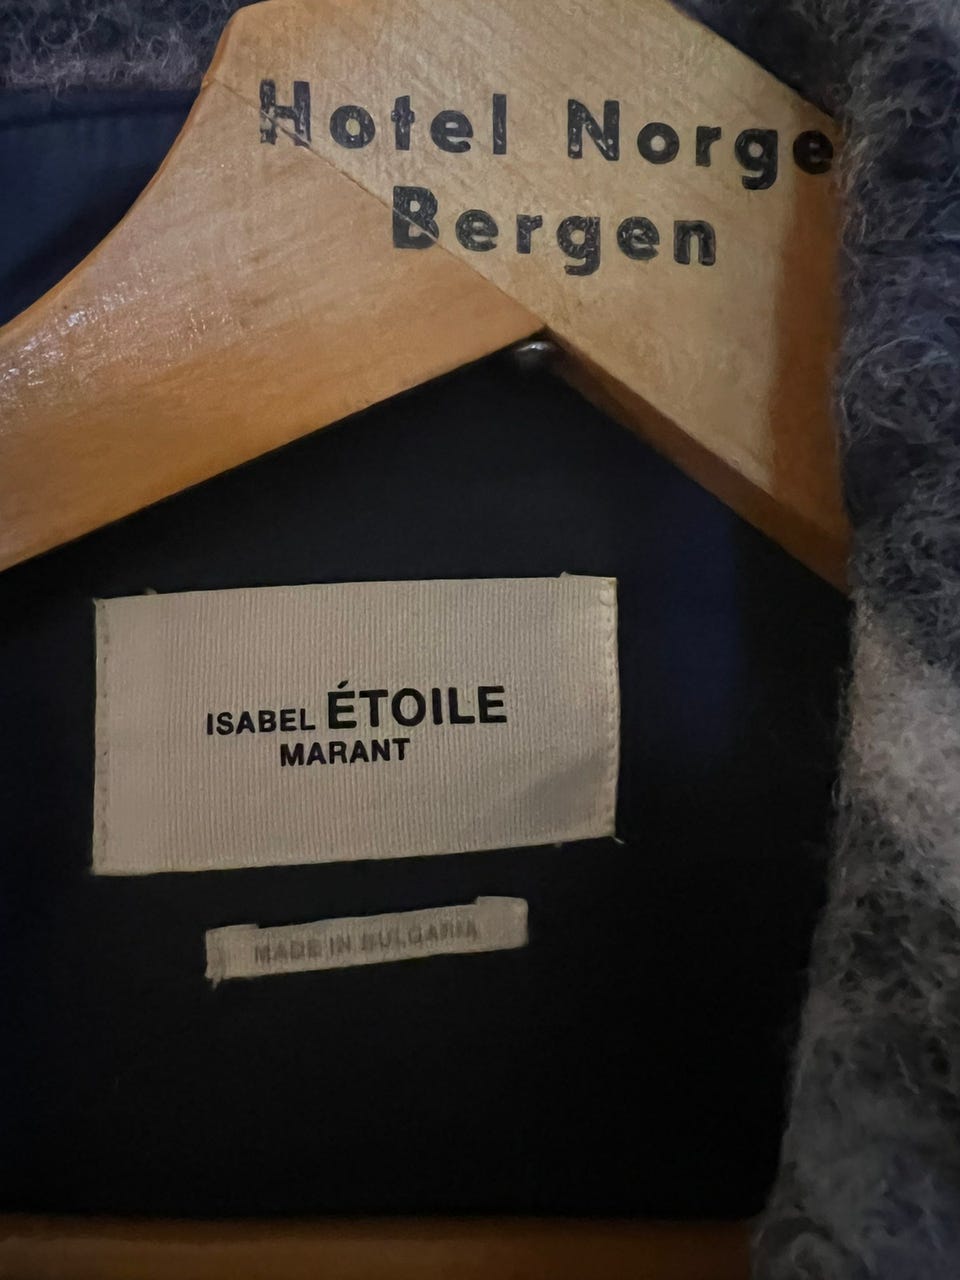 Hotel Norge
Bergen
ISABEL ÉTOILE
MARANT
MADE IN BULGARIA